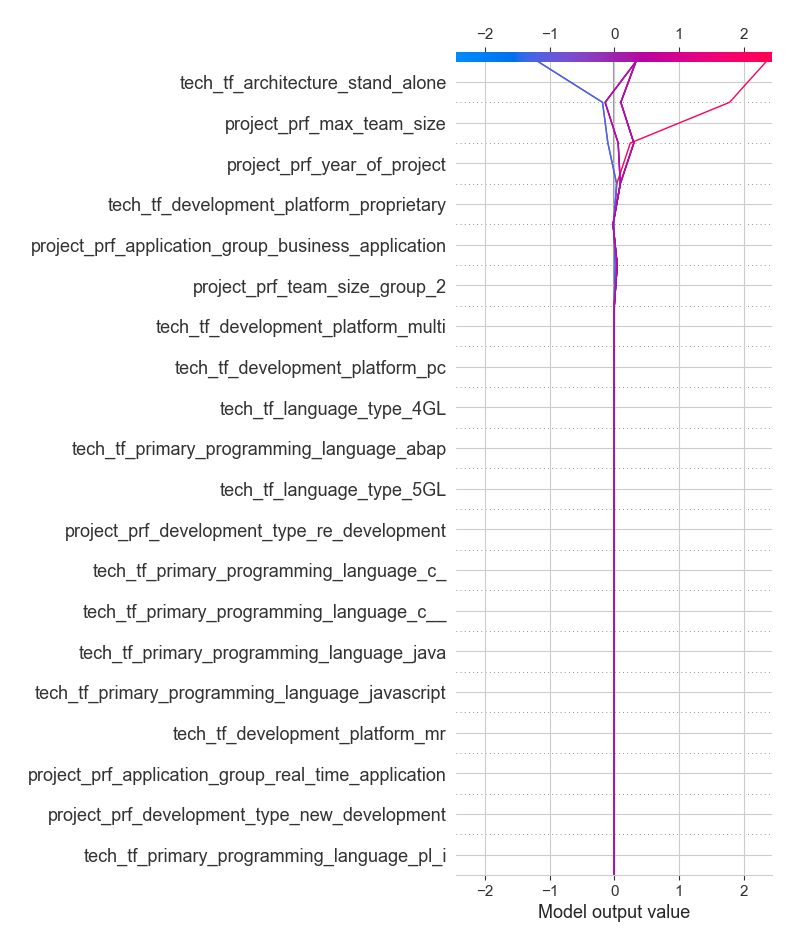 −2 −1 0 1 2
tech_tf_architecture_stand_alone
project_prf_max_team_size
project_prf_year_of_project
tech_tf_development_platform_proprietary
project_prf_application_group_business_application
project_prf_team_size_group_2
tech_tf_development_platform_multi
tech_tf_development_platform_pc
tech_tf_language_type_4GL
tech_tf_primary_programming_language_abap
tech_tf_language_type_5GL
project_prf_development_type_re_development
tech_tf_primary_programming_language_c_
tech_tf_primary_programming_language_c__
tech_tf_primary_programming_language_java
tech_tf_primary_programming_language_javascript
tech_tf_development_platform_mr
project_prf_application_group_real_time_application
project_prf_development_type_new_development
tech_tf_primary_programming_language_pl_i
−2 −1 0 1 2
Model output value